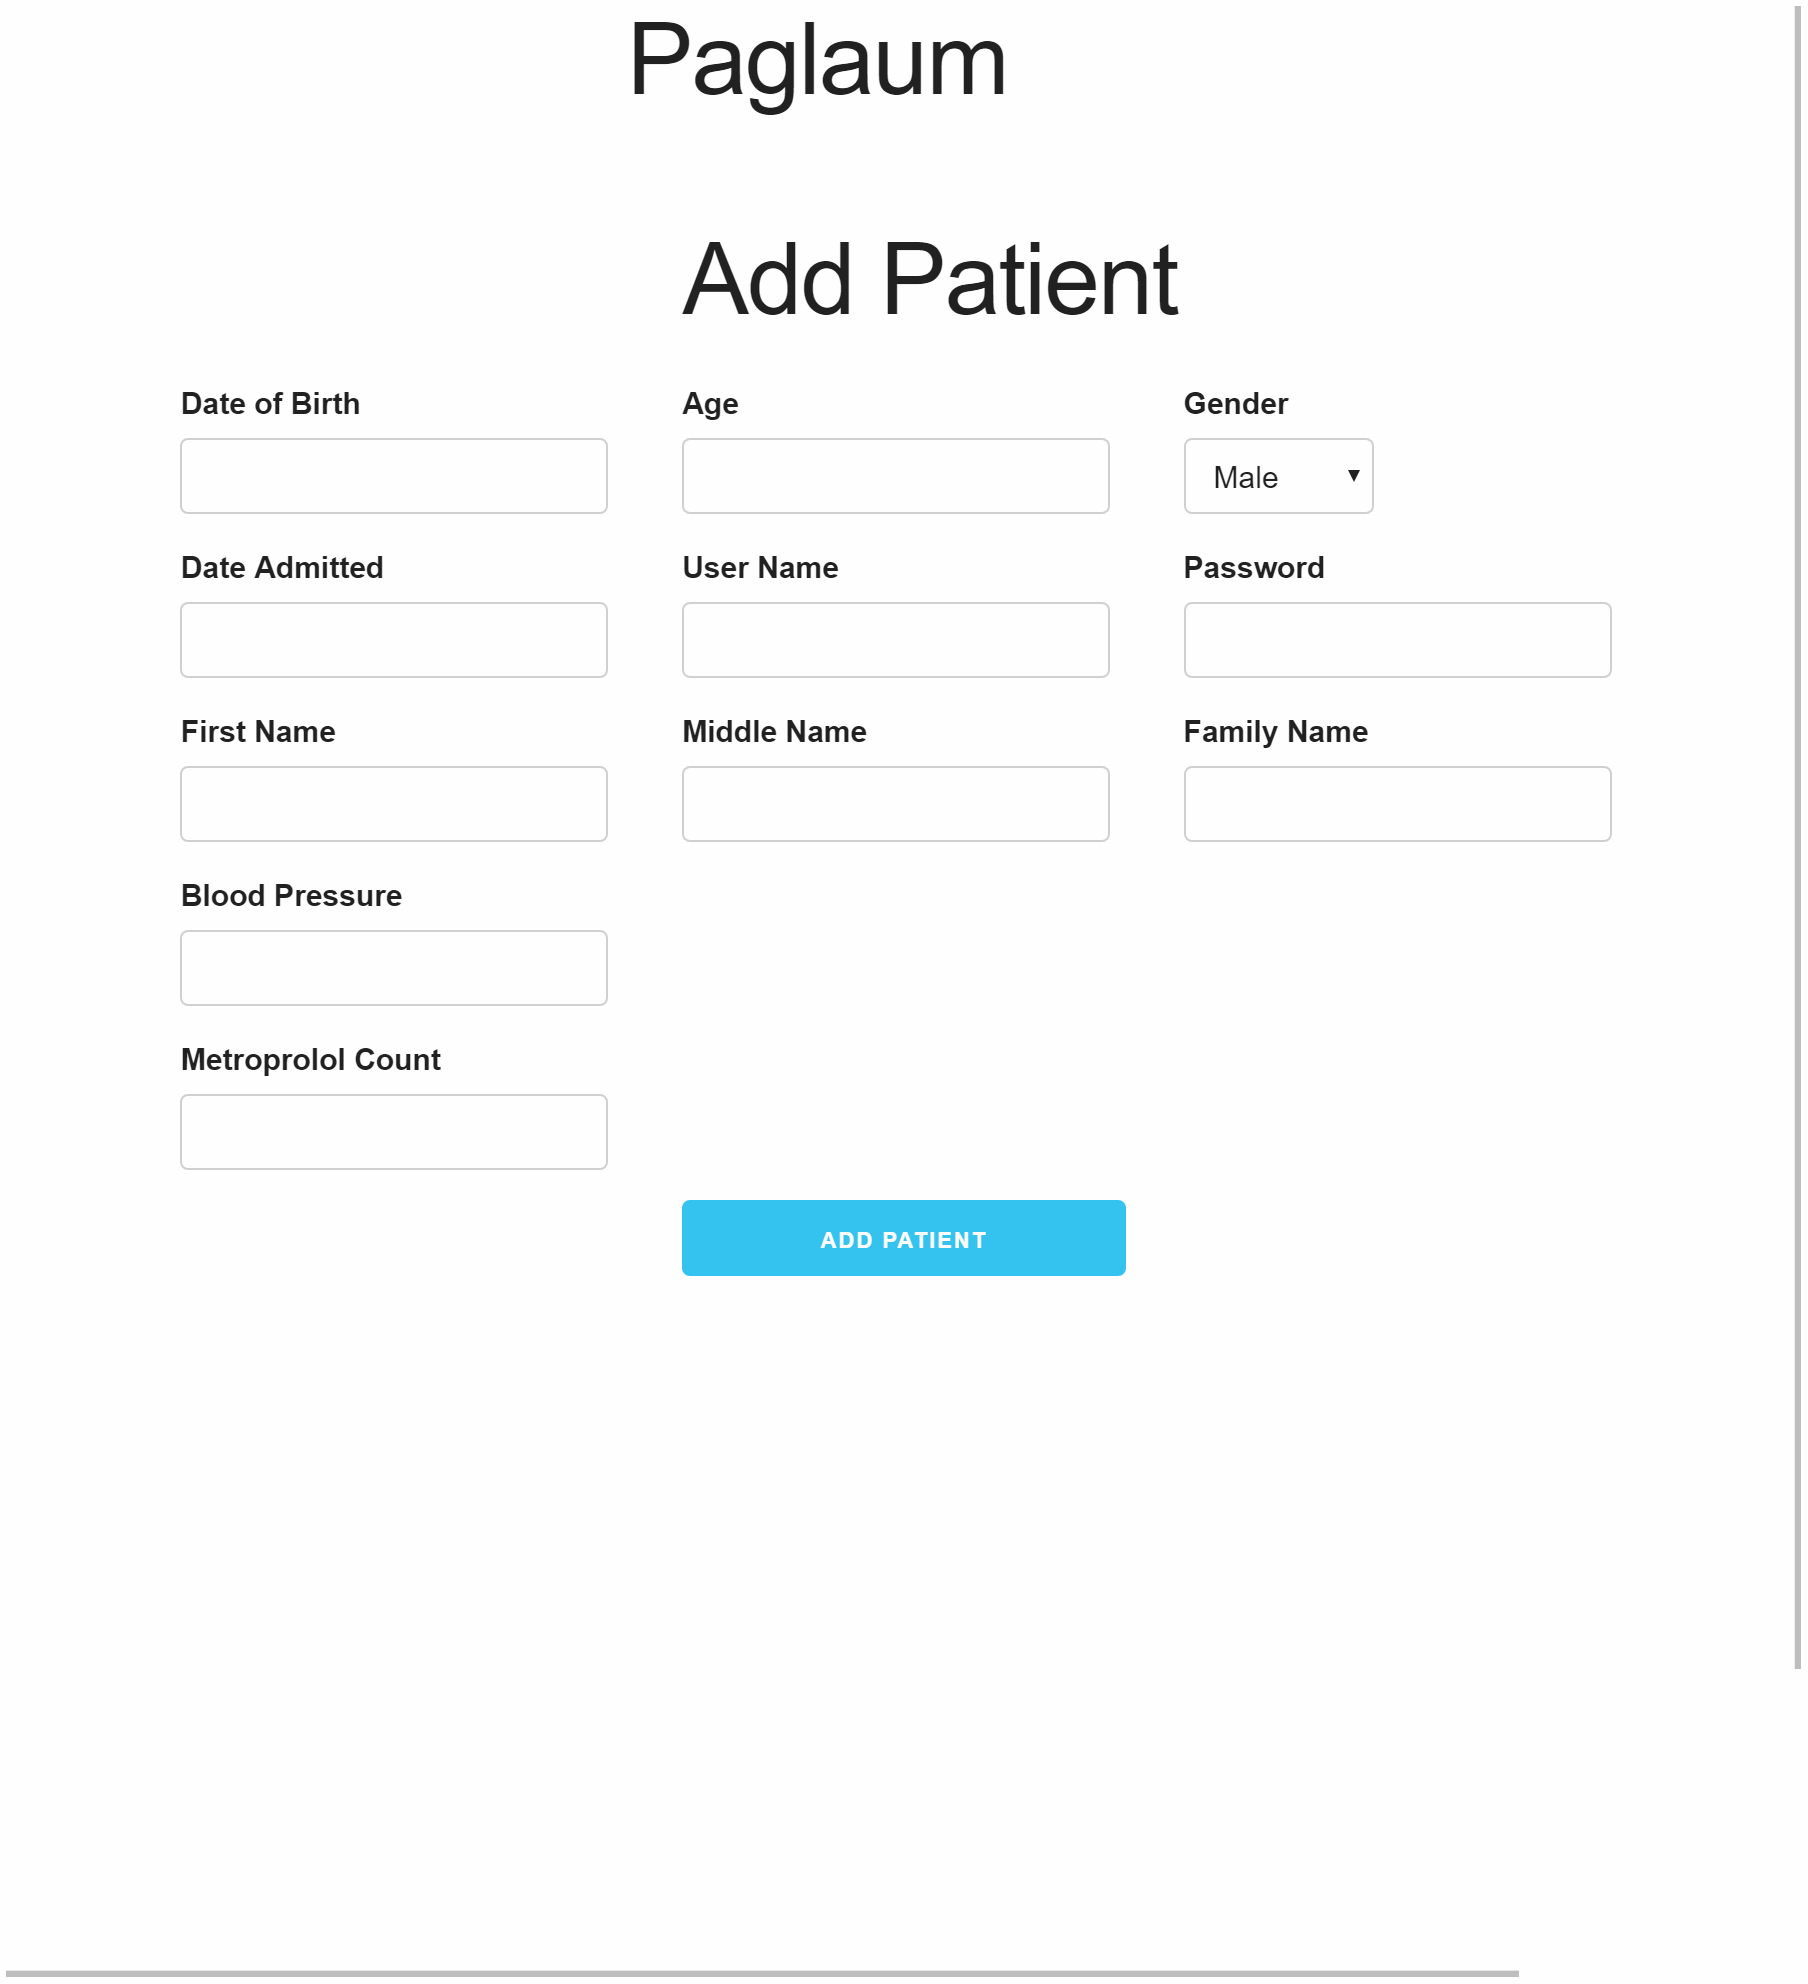 Paglaum
Add Patient
Date of Birth Age Gender
Male
Date Admitted User Name Password
First Name Middle Name Family Name
Blood Pressure
Metroprolol Count
ADD PATIENT